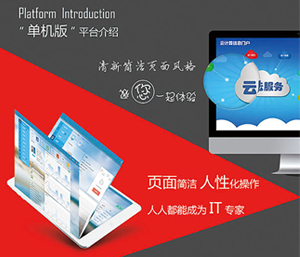 Platform Introduction
“单机版”平台介绍
清新简洁页面风格
邀您一起体验
云计算信息门户
云 服务
页面简洁 人性化操作
人人都能成为 IT 专家